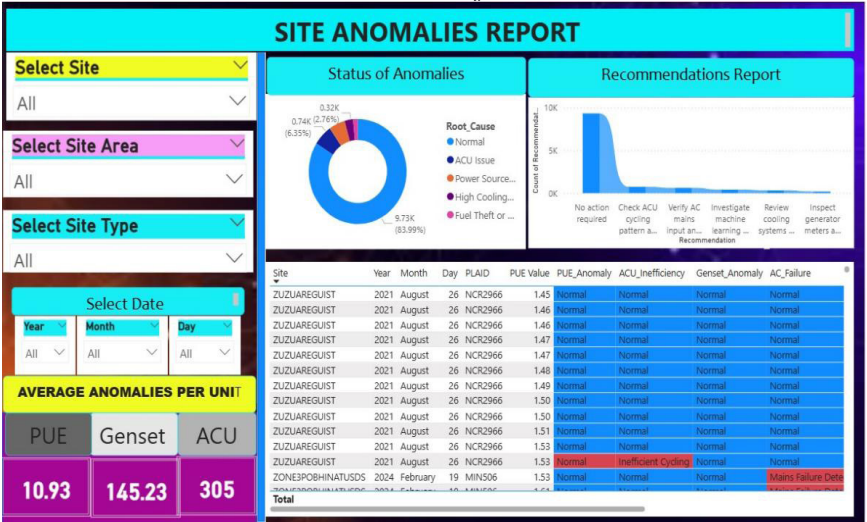 SITE ANOMALIES REPORT
Select Site
All
Select Site Area
All
Select Site Type
All
Select Date
Year Month Day
All All All
AVERAGE ANOMALIES PER UNIT
PUE Genset ACU
10.93 145.23 305
Status of Anomalies
0.32K
(2.76%)
0.74K
(6.35%)
9.73K
(83.99%)
Root_Cause
Normal
ACU Issue
Power Source...
High Cooling...
Fuel Theft or ...
Recommendations Report
Count of Recommendat...
10K
5K
0K
No action required
Check ACU cycling pattern a...
Verify AC mains input an...
Investigate machine learning ...
Review cooling systems ...
Inspect generator meters a...
Recommendation
Site Year Month Day PLAID PUE Value PUE_Anomaly ACU_Inefficiency Genset_Anomaly AC_Failure
ZUZUAREGUIST 2021 August 26 NCR2966 1.45 Normal Normal Normal Normal
ZUZUAREGUIST 2021 August 26 NCR2966 1.46 Normal Normal Normal Normal
ZUZUAREGUIST 2021 August 26 NCR2966 1.46 Normal Normal Normal Normal
ZUZUAREGUIST 2021 August 26 NCR2966 1.47 Normal Normal Normal Normal
ZUZUAREGUIST 2021 August 26 NCR2966 1.47 Normal Normal Normal Normal
ZUZUAREGUIST 2021 August 26 NCR2966 1.48 Normal Normal Normal Normal
ZUZUAREGUIST 2021 August 26 NCR2966 1.49 Normal Normal Normal Normal
ZUZUAREGUIST 2021 August 26 NCR2966 1.50 Normal Normal Normal Normal
ZUZUAREGUIST 2021 August 26 NCR2966 1.50 Normal Normal Normal Normal
ZUZUAREGUIST 2021 August 26 NCR2966 1.51 Normal Normal Normal Normal
ZUZUAREGUIST 2021 August 26 NCR2966 1.53 Normal Normal Normal Normal
ZUZUAREGUIST 2021 August 26 NCR2966 1.53 Normal Inefficient Cycling Normal Normal
ZONE3POBHINATUSDS 2024 February 19 MIN506 1.53 Normal Normal Normal Mains Failure Dete
Total